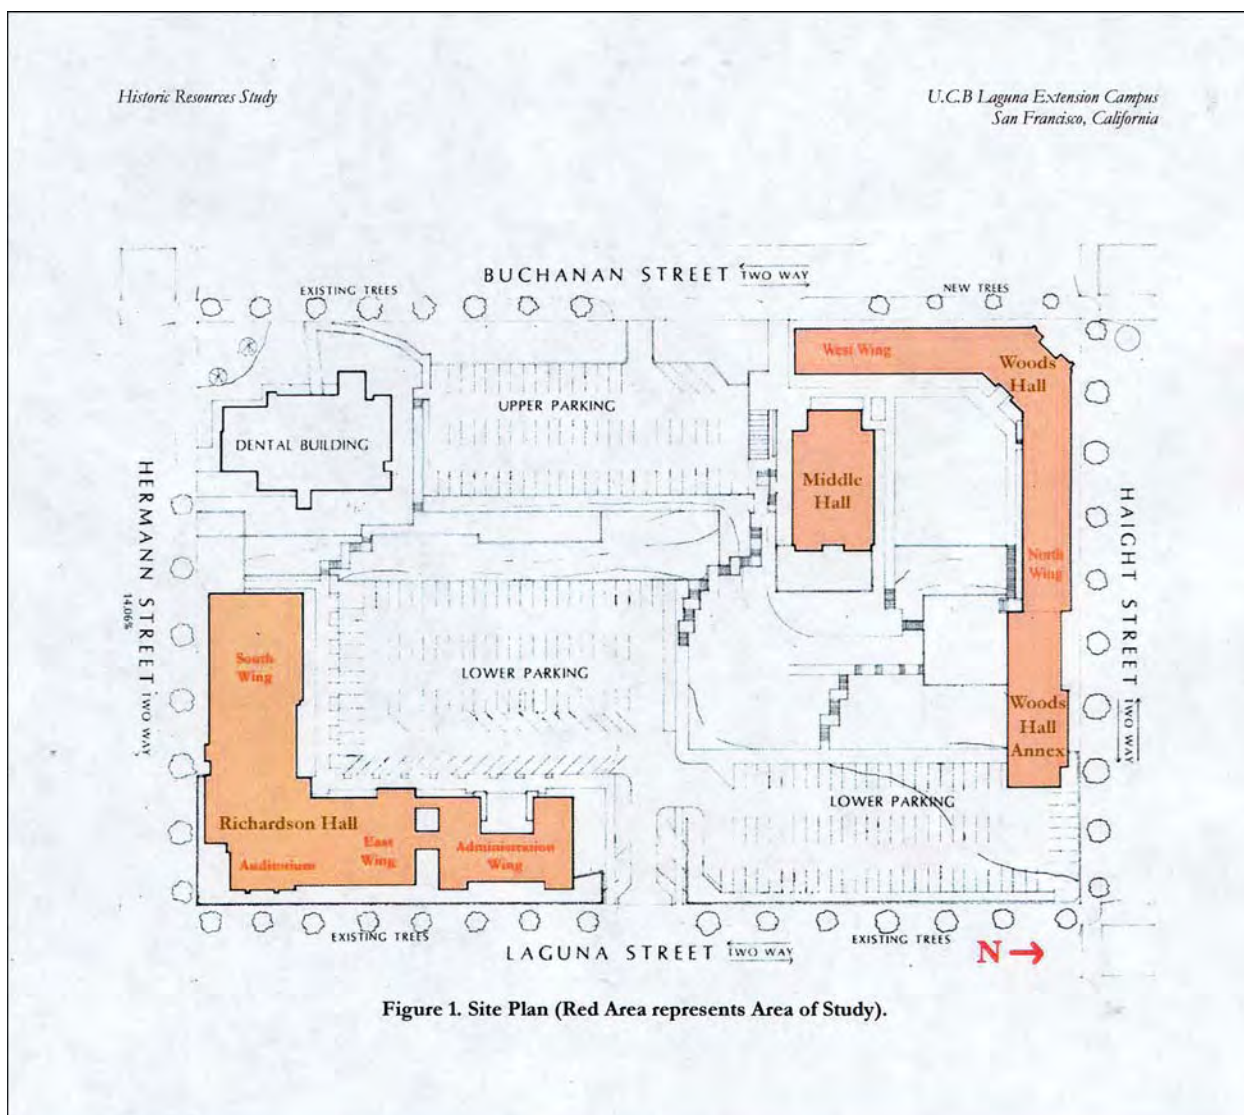 Historic Resources Study
U.C.B Laguna Extension Campus
San Francisco, California
BUCHANAN STREET TWO WAY
EXISTING TREES
NEW TREES
West Wing
Woods
Hall
UPPER PARKING
DENTAL BUILDING
Middle
Hall
HERMANN STREET TWO WAY
14.06%
HAIGHT STREET TWO WAY
North
Wing
South
Wing
LOWER PARKING
Woods
Hall
Annex
LOWER PARKING
Richardson Hall
East
Wing
Administration
Wing
Auditorium
EXISTING TREES
EXISTING TREES
LAGUNA STREET TWO WAY
N
Figure 1. Site Plan (Red Area represents Area of Study).